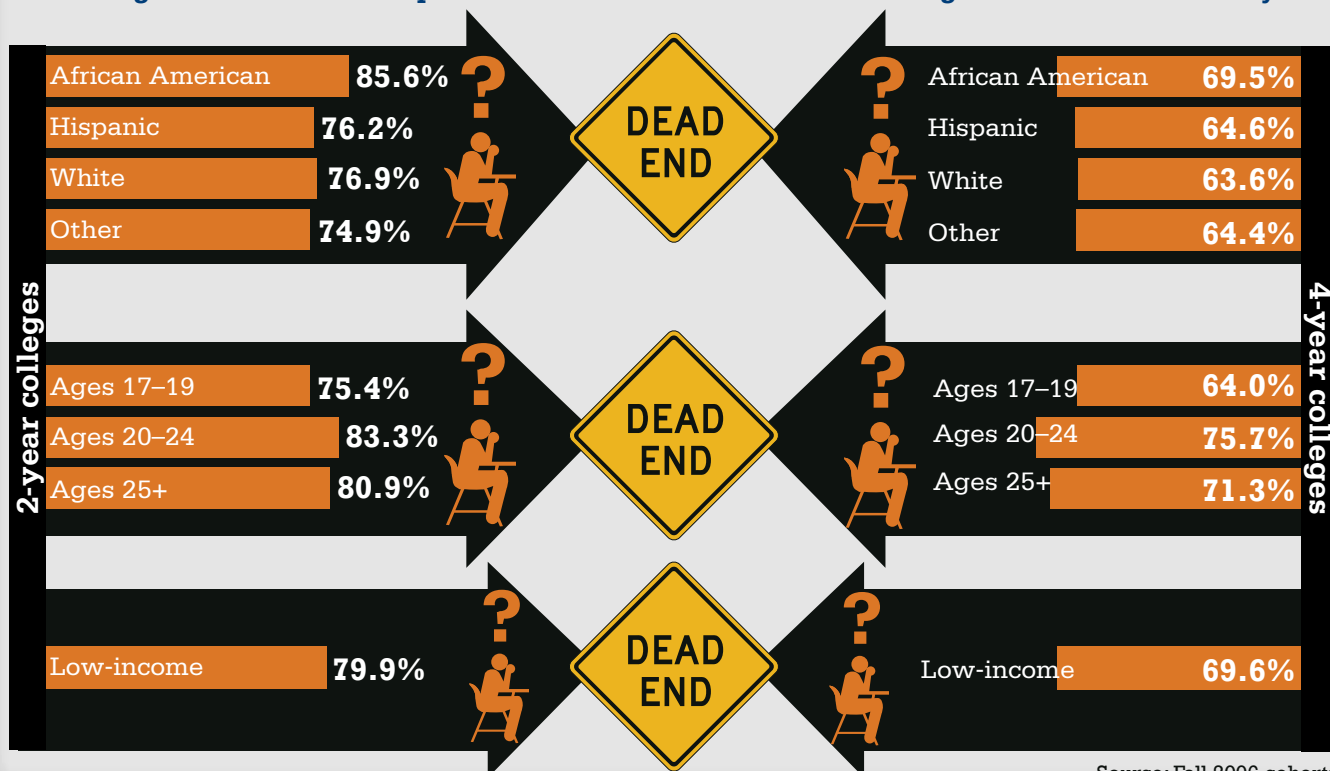 2-year colleges
African American 85.6%
Hispanic 76.2%
White 76.9%
Other 74.9%
?
DEAD
END
?
African American 69.5%
Hispanic 64.6%
White 63.6%
Other 64.4%
4-year colleges
Ages 17–19 75.4%
Ages 20–24 83.3%
Ages 25+ 80.9%
?
DEAD
END
?
Ages 17–19 64.0%
Ages 20–24 75.7%
Ages 25+ 71.3%
Low-income 79.9%
?
DEAD
END
?
Low-income 69.6%